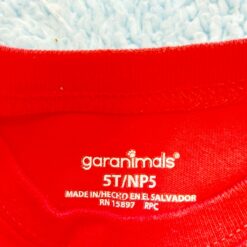 garanimals®
5T/NP5
MADE IN/HECHO EN EL SALVADOR
RN 15897 RPC